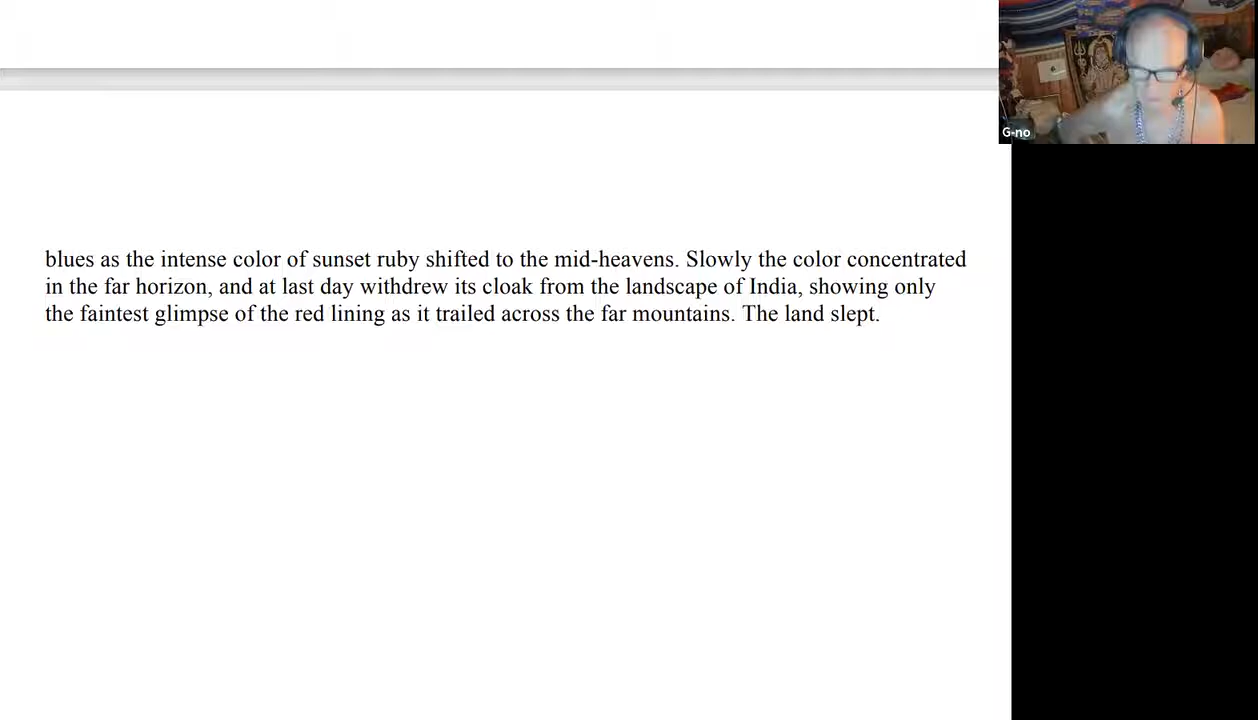 G-no
blues as the intense color of sunset ruby shifted to the mid-heavens. Slowly the color concentrated
in the far horizon, and at last day withdrew its cloak from the landscape of India, showing only
the faintest glimpse of the red lining as it trailed across the far mountains. The land slept.